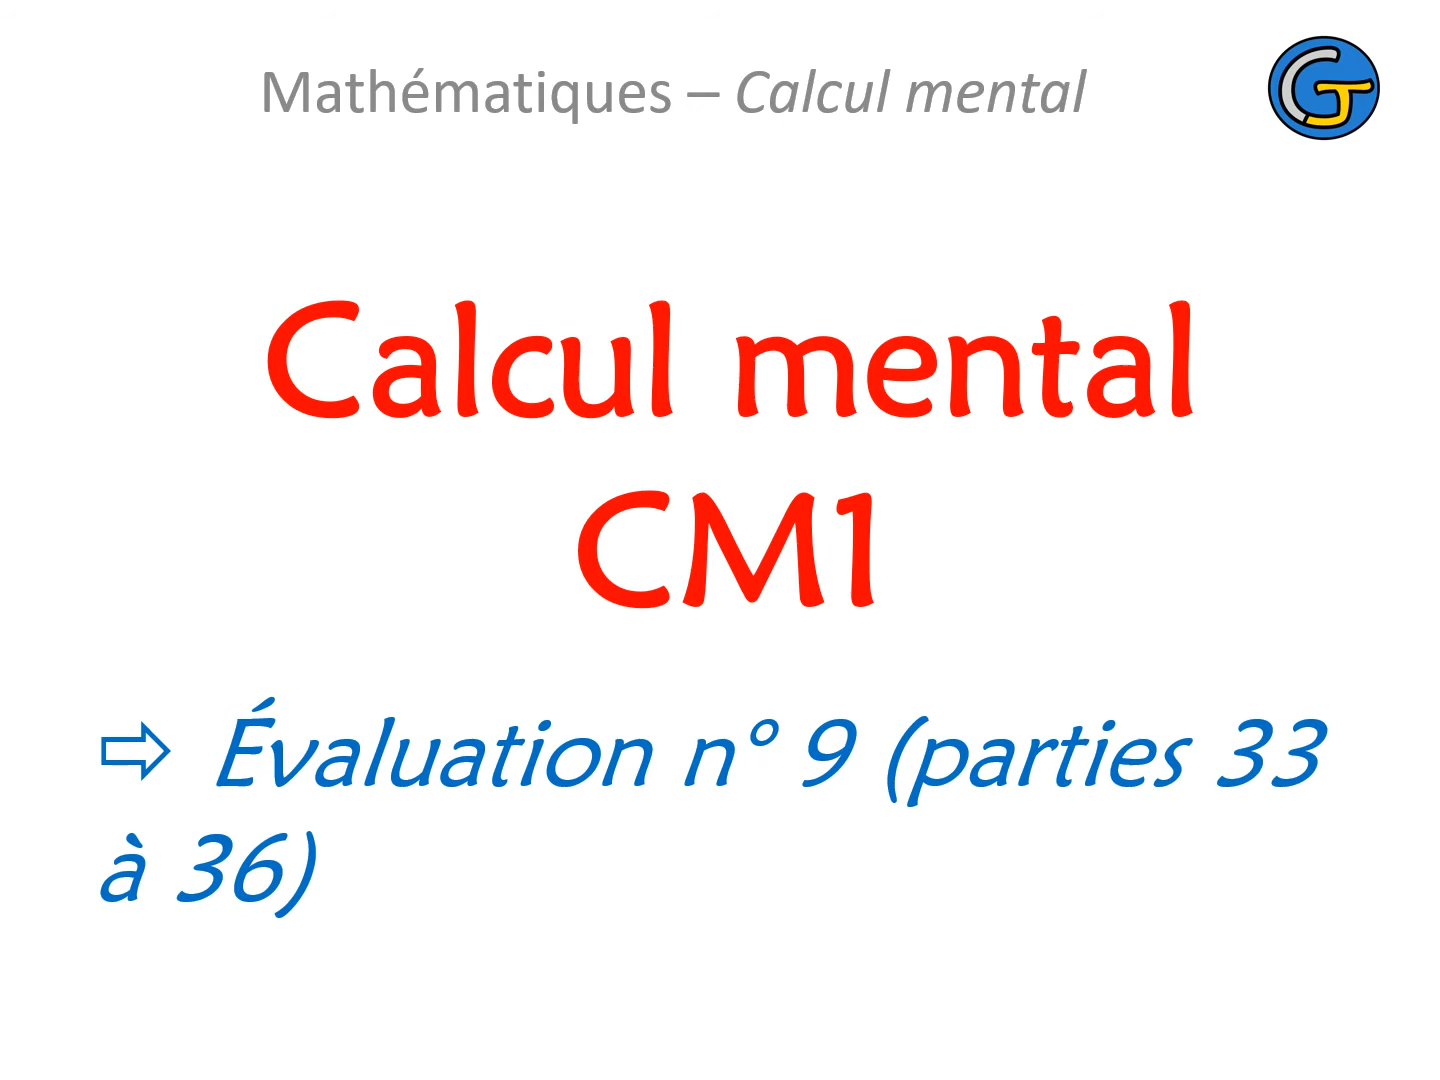 Mathématiques – Calcul mental
Calcul mental
CM1
⇨ Évaluation n° 9 (parties 33
à 36)